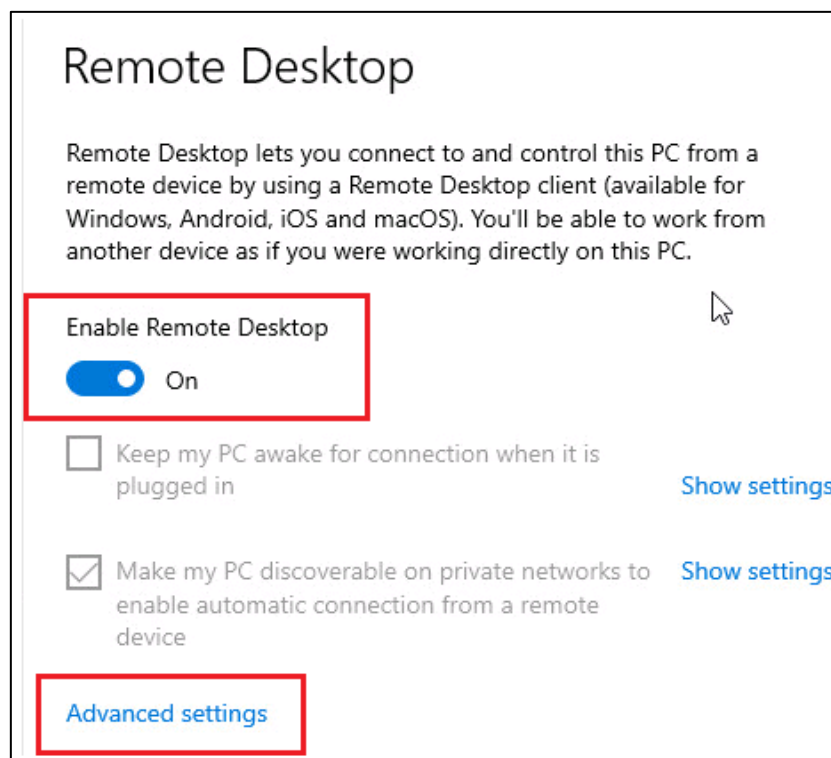 Remote Desktop
Remote Desktop lets you connect to and control this PC from a
remote device by using a Remote Desktop client (available for
Windows, Android, iOS and macOS). You'll be able to work from
another device as if you were working directly on this PC.
Enable Remote Desktop
On
Keep my PC awake for connection when it is
plugged in
Show settings
Make my PC discoverable on private networks to
Show settings
enable automatic connection from a remote
device
Advanced settings